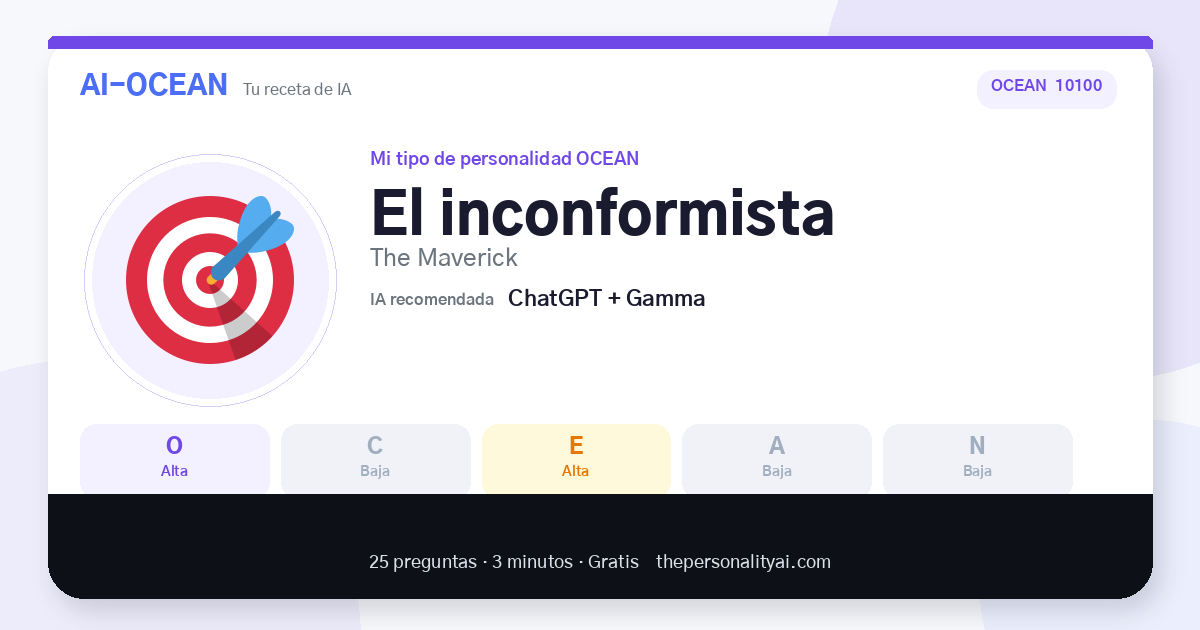 AI-OCEAN Tu receta de IA OCEAN 10100
Mi tipo de personalidad OCEAN
El inconformista
The Maverick
IA recomendada ChatGPT + Gamma
O C E A N
Alta Baja Alta Baja Baja
25 preguntas · 3 minutos · Gratis thepersonalityai.com